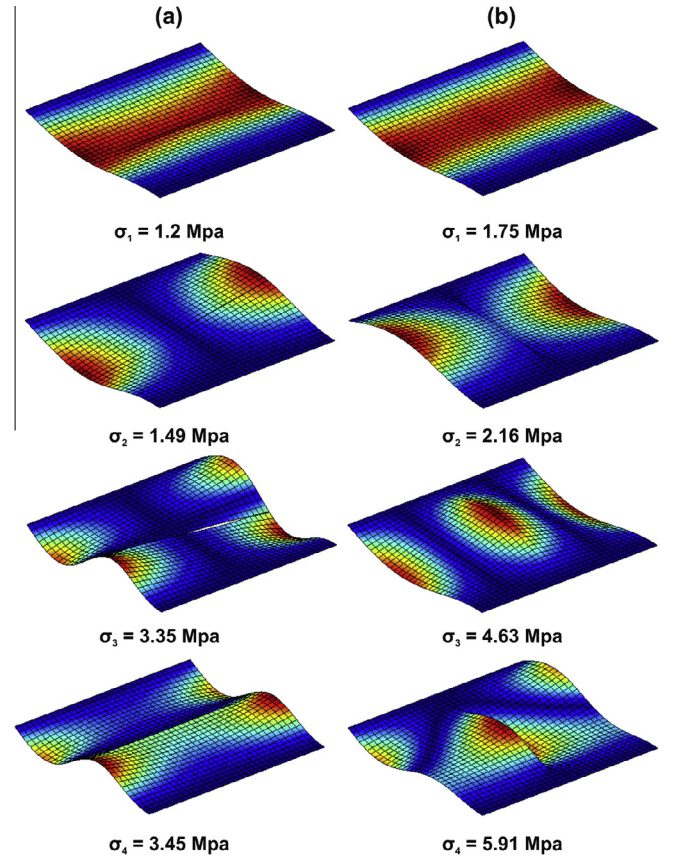 (a) (b)
σ₁ = 1.2 Mpa σ₁ = 1.75 Mpa
σ₂ = 1.49 Mpa σ₂ = 2.16 Mpa
σ₃ = 3.35 Mpa σ₃ = 4.63 Mpa
σ₄ = 3.45 Mpa σ₄ = 5.91 Mpa